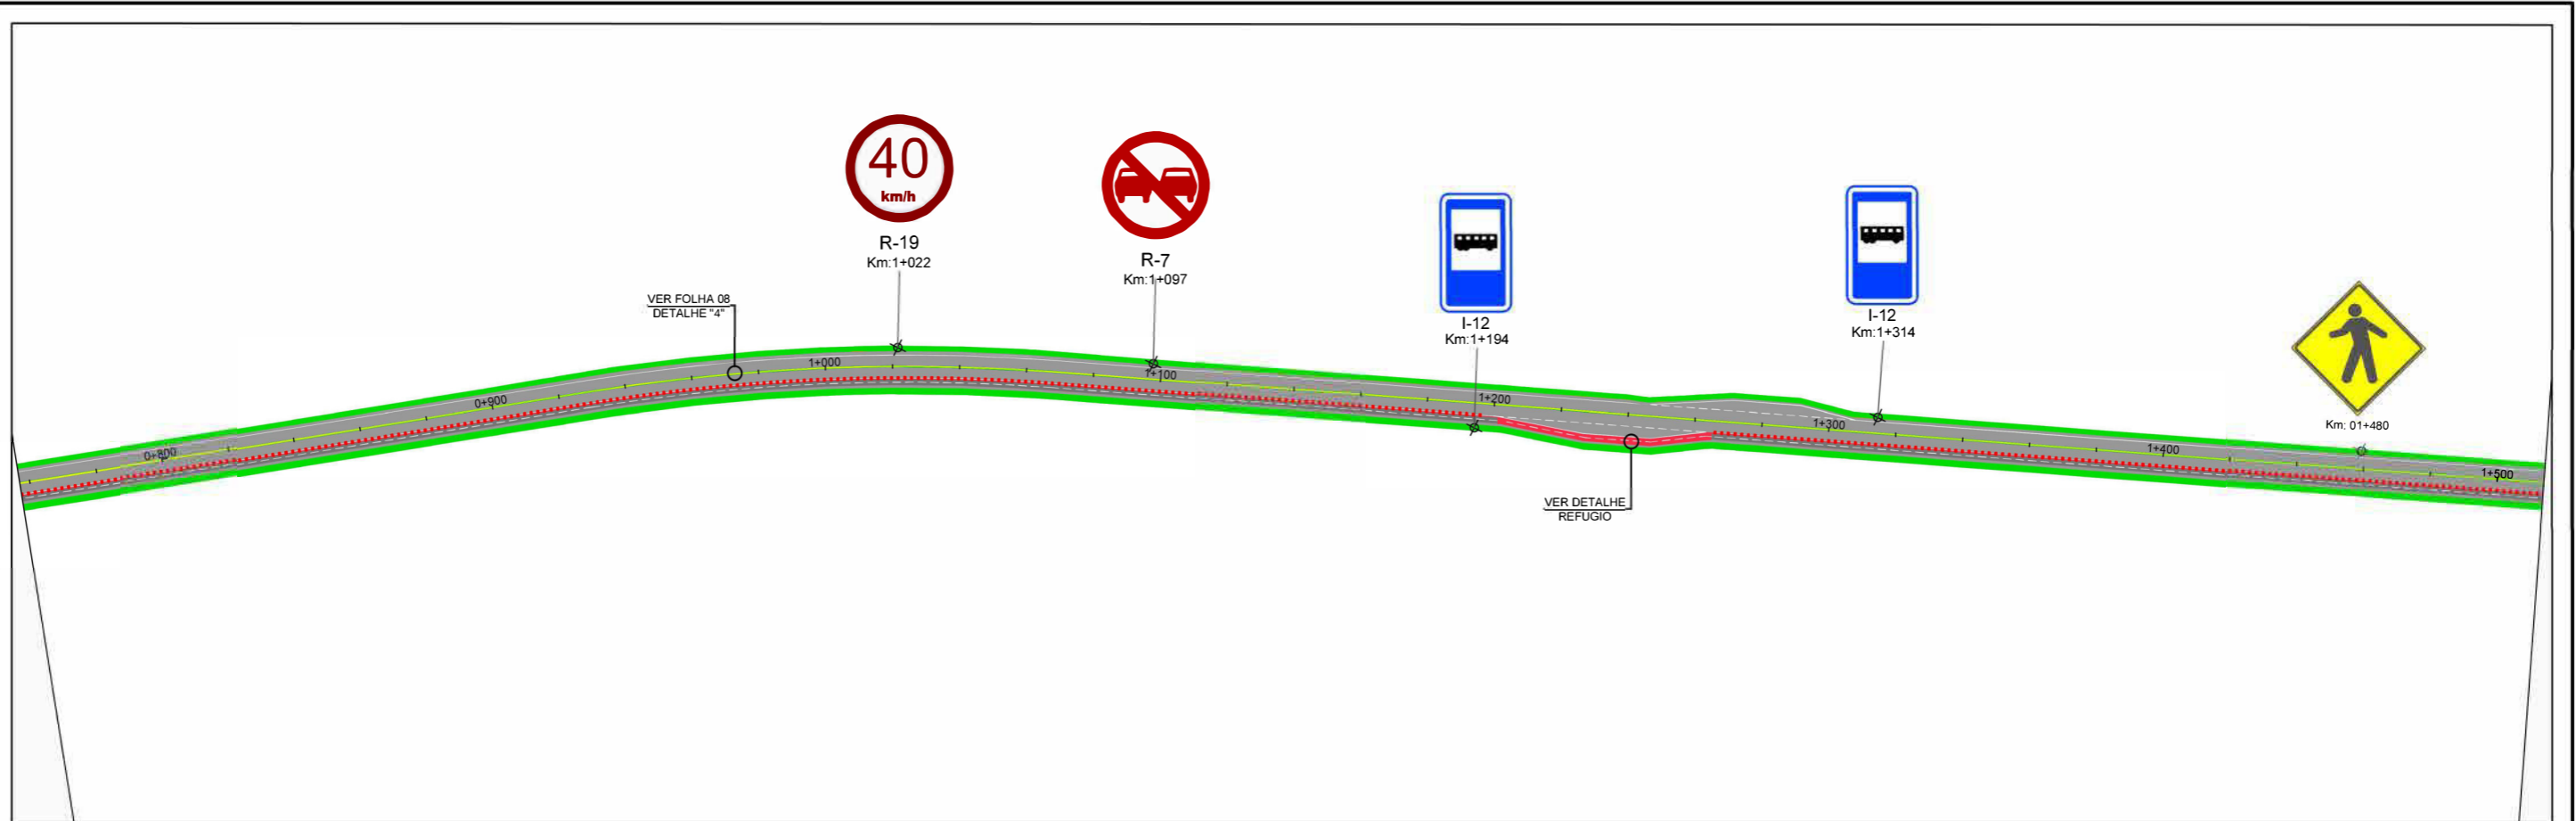 40
km/h
R-19
Km:1+022
R-7
Km:1+097
I-12
Km:1+194
I-12
Km:1+314
Km: 01+480
VER FOLHA 08
DETALHE "4"
VER DETALHE
REFUGIO
0+800
0+900
1+000
1+100
1+200
1+300
1+400
1+500